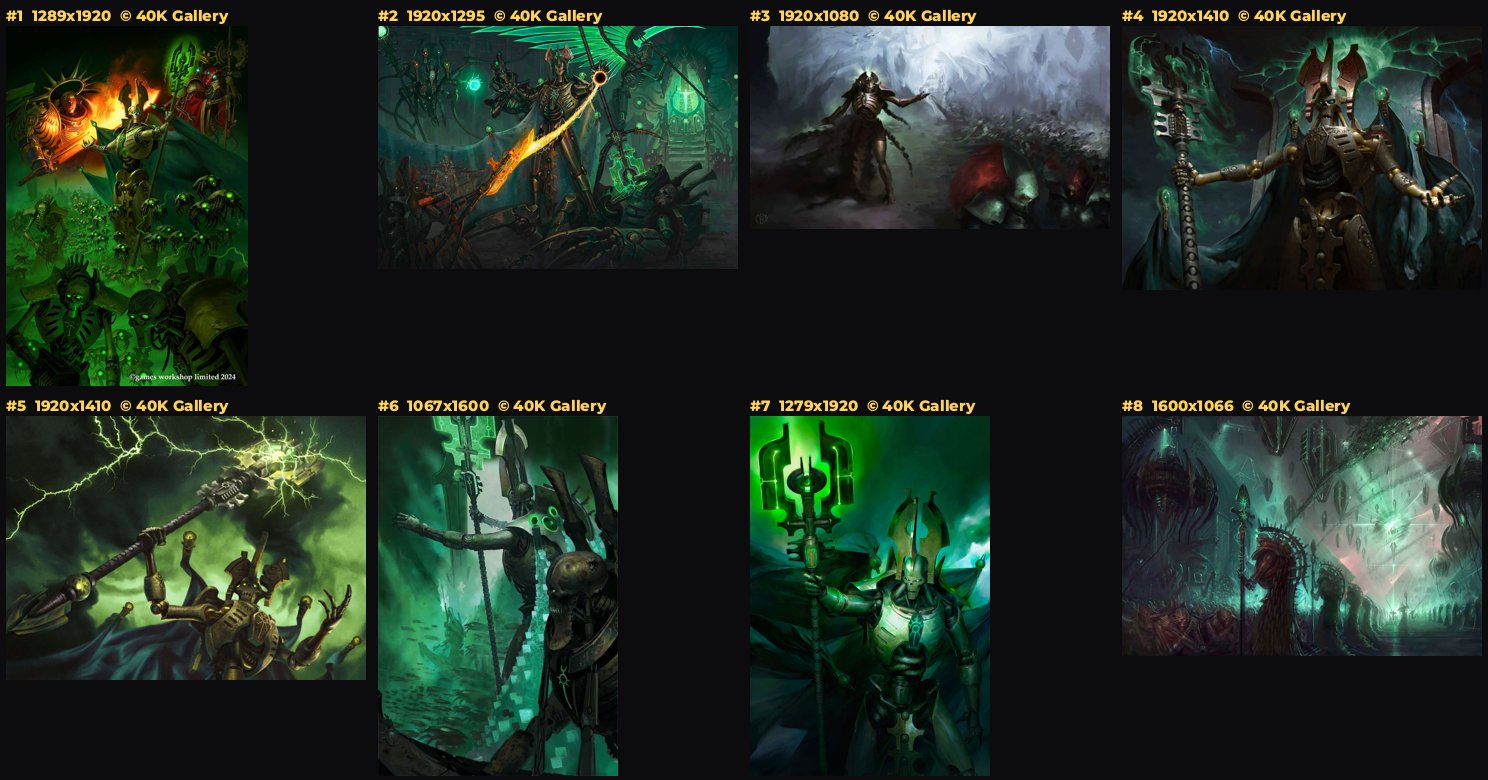 #1 1289x1920 © 40K Gallery
#2 1920x1295 © 40K Gallery
#3 1920x1080 © 40K Gallery
#4 1920x1410 © 40K Gallery
©games workshop limited 2024
#5 1920x1410 © 40K Gallery
#6 1067x1600 © 40K Gallery
#7 1279x1920 © 40K Gallery
#8 1600x1066 © 40K Gallery